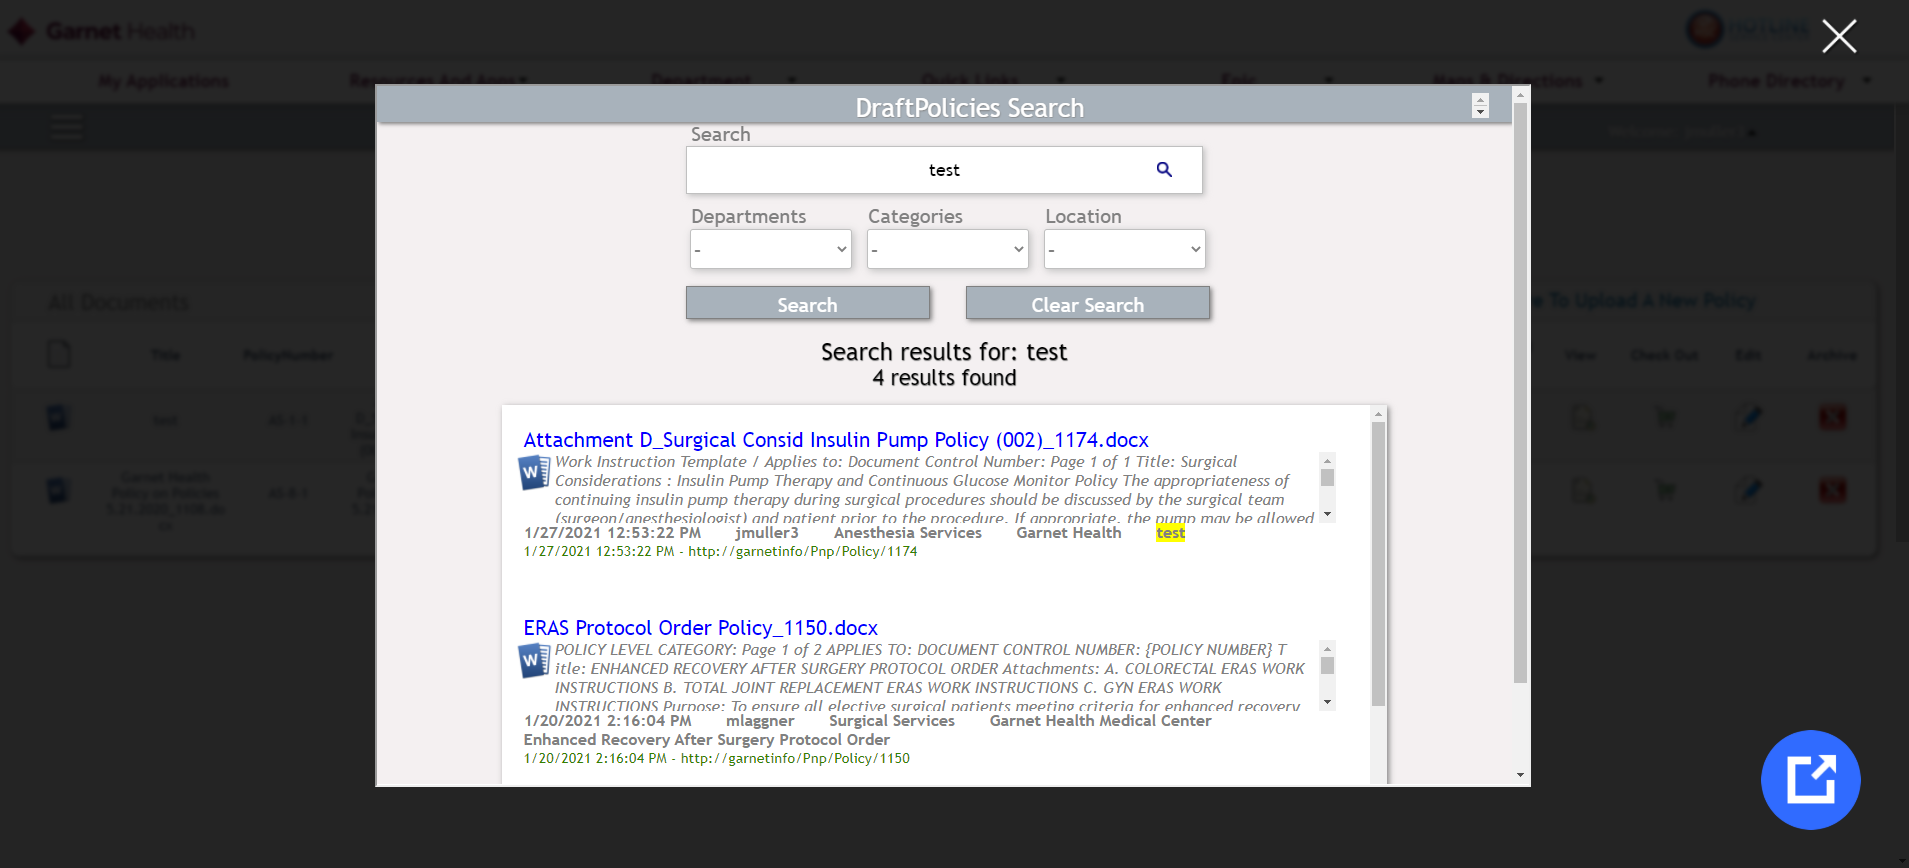 Garnet Health
My Applications
Resources And Apps
Department
Quick Links
Epic
Maps & Directions
Phone Directory
DraftPolicies Search
Search
test
Departments
Categories
Location
-
-
-
Search
Clear Search
Search results for: test
4 results found
All Documents
To Upload A New Policy
Title
PolicyNumber
View
Check Out
Edit
Archive
test
Garnet Health
Policy on Policies
Attachment D_Surgical Consid Insulin Pump Policy (002)_1174.docx
Work Instruction Template / Applies to: Document Control Number: Page 1 of 1 Title: Surgical
Considerations : Insulin Pump Therapy and Continuous Glucose Monitor Policy The appropriateness of
continuing insulin pump therapy during surgical procedures should be discussed by the surgical team
(surgeon/anesthesiologist) and patient prior to the procedure. If appropriate, the pump may be allowed
1/27/2021 12:53:22 PM jmuller3 Anesthesia Services Garnet Health test
1/27/2021 12:53:22 PM - http://garnetinfo/Pnp/Policy/1174
ERAS Protocol Order Policy_1150.docx
POLICY LEVEL CATEGORY: Page 1 of 2 APPLIES TO: DOCUMENT CONTROL NUMBER: {POLICY NUMBER} T
itle: ENHANCED RECOVERY AFTER SURGERY PROTOCOL ORDER Attachments: A. COLORECTAL ERAS WORK
INSTRUCTIONS B. TOTAL JOINT REPLACEMENT ERAS WORK INSTRUCTIONS C. GYN ERAS WORK
INSTRUCTIONS Purpose: To ensure all elective surgical patients meeting criteria for enhanced recovery
1/20/2021 2:16:04 PM mlaggner Surgical Services Garnet Health Medical Center
Enhanced Recovery After Surgery Protocol Order
1/20/2021 2:16:04 PM - http://garnetinfo/Pnp/Policy/1150